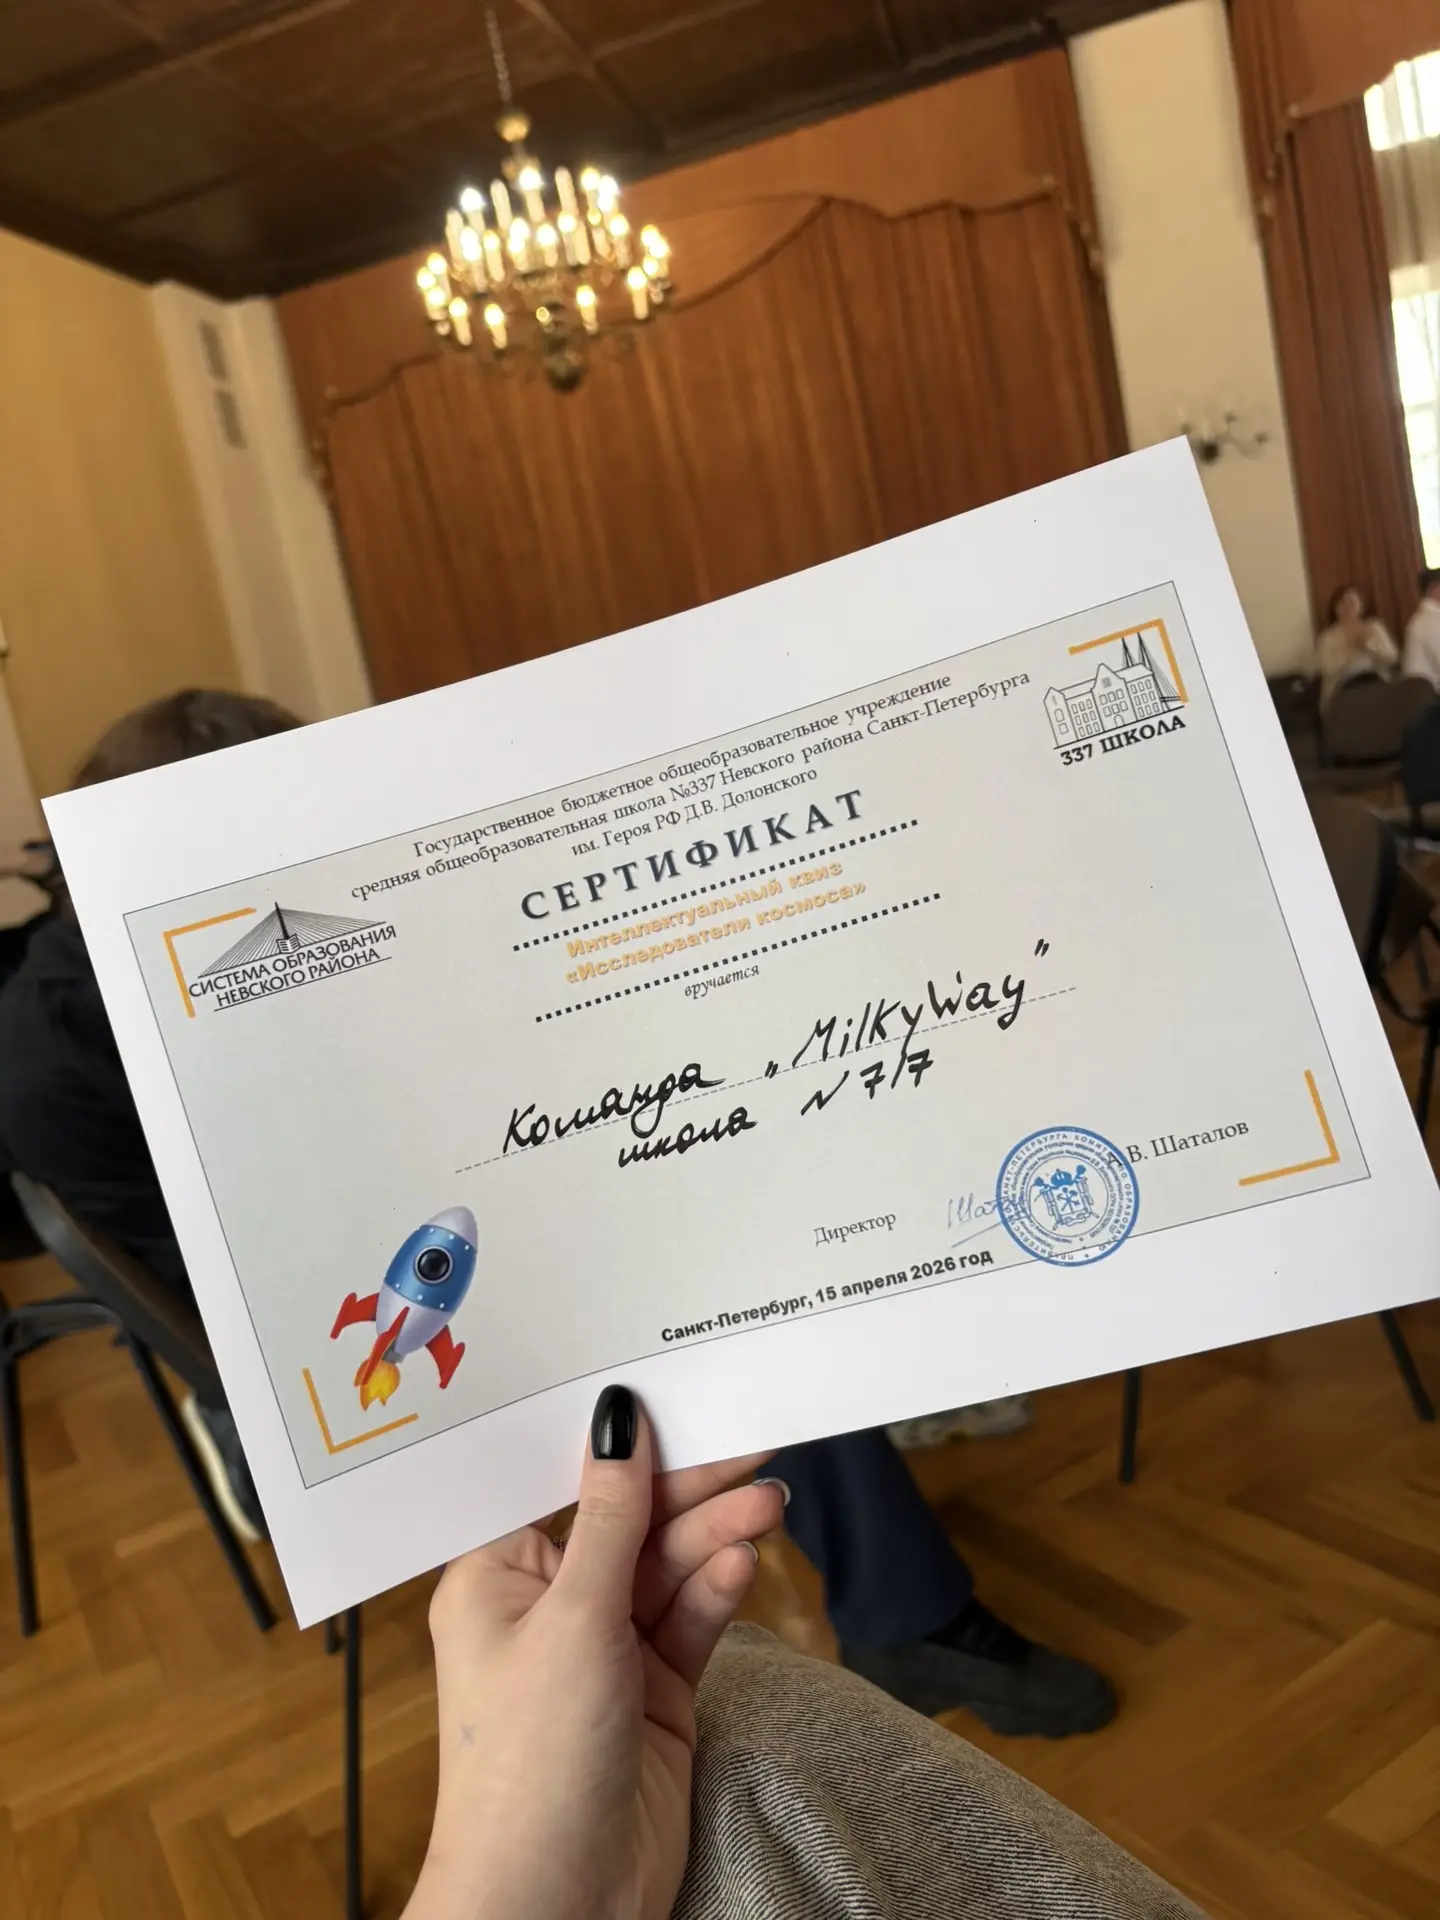 Государственное бюджетное общеобразовательное учреждение
средняя общеобразовательная школа №337 Невского района Санкт-Петербурга
им. Героя РФ Д.В. Долонского
337 ШКОЛА
СИСТЕМА ОБРАЗОВАНИЯ
НЕВСКОГО РАЙОНА
СЕРТИФИКАТ
Интеллектуальный квиз
«Исследователи космоса»
вручается
Команда „MilkyWay”
школа N 7/7
Директор
В. Шаталов
Санкт-Петербург, 15 апреля 2026 год